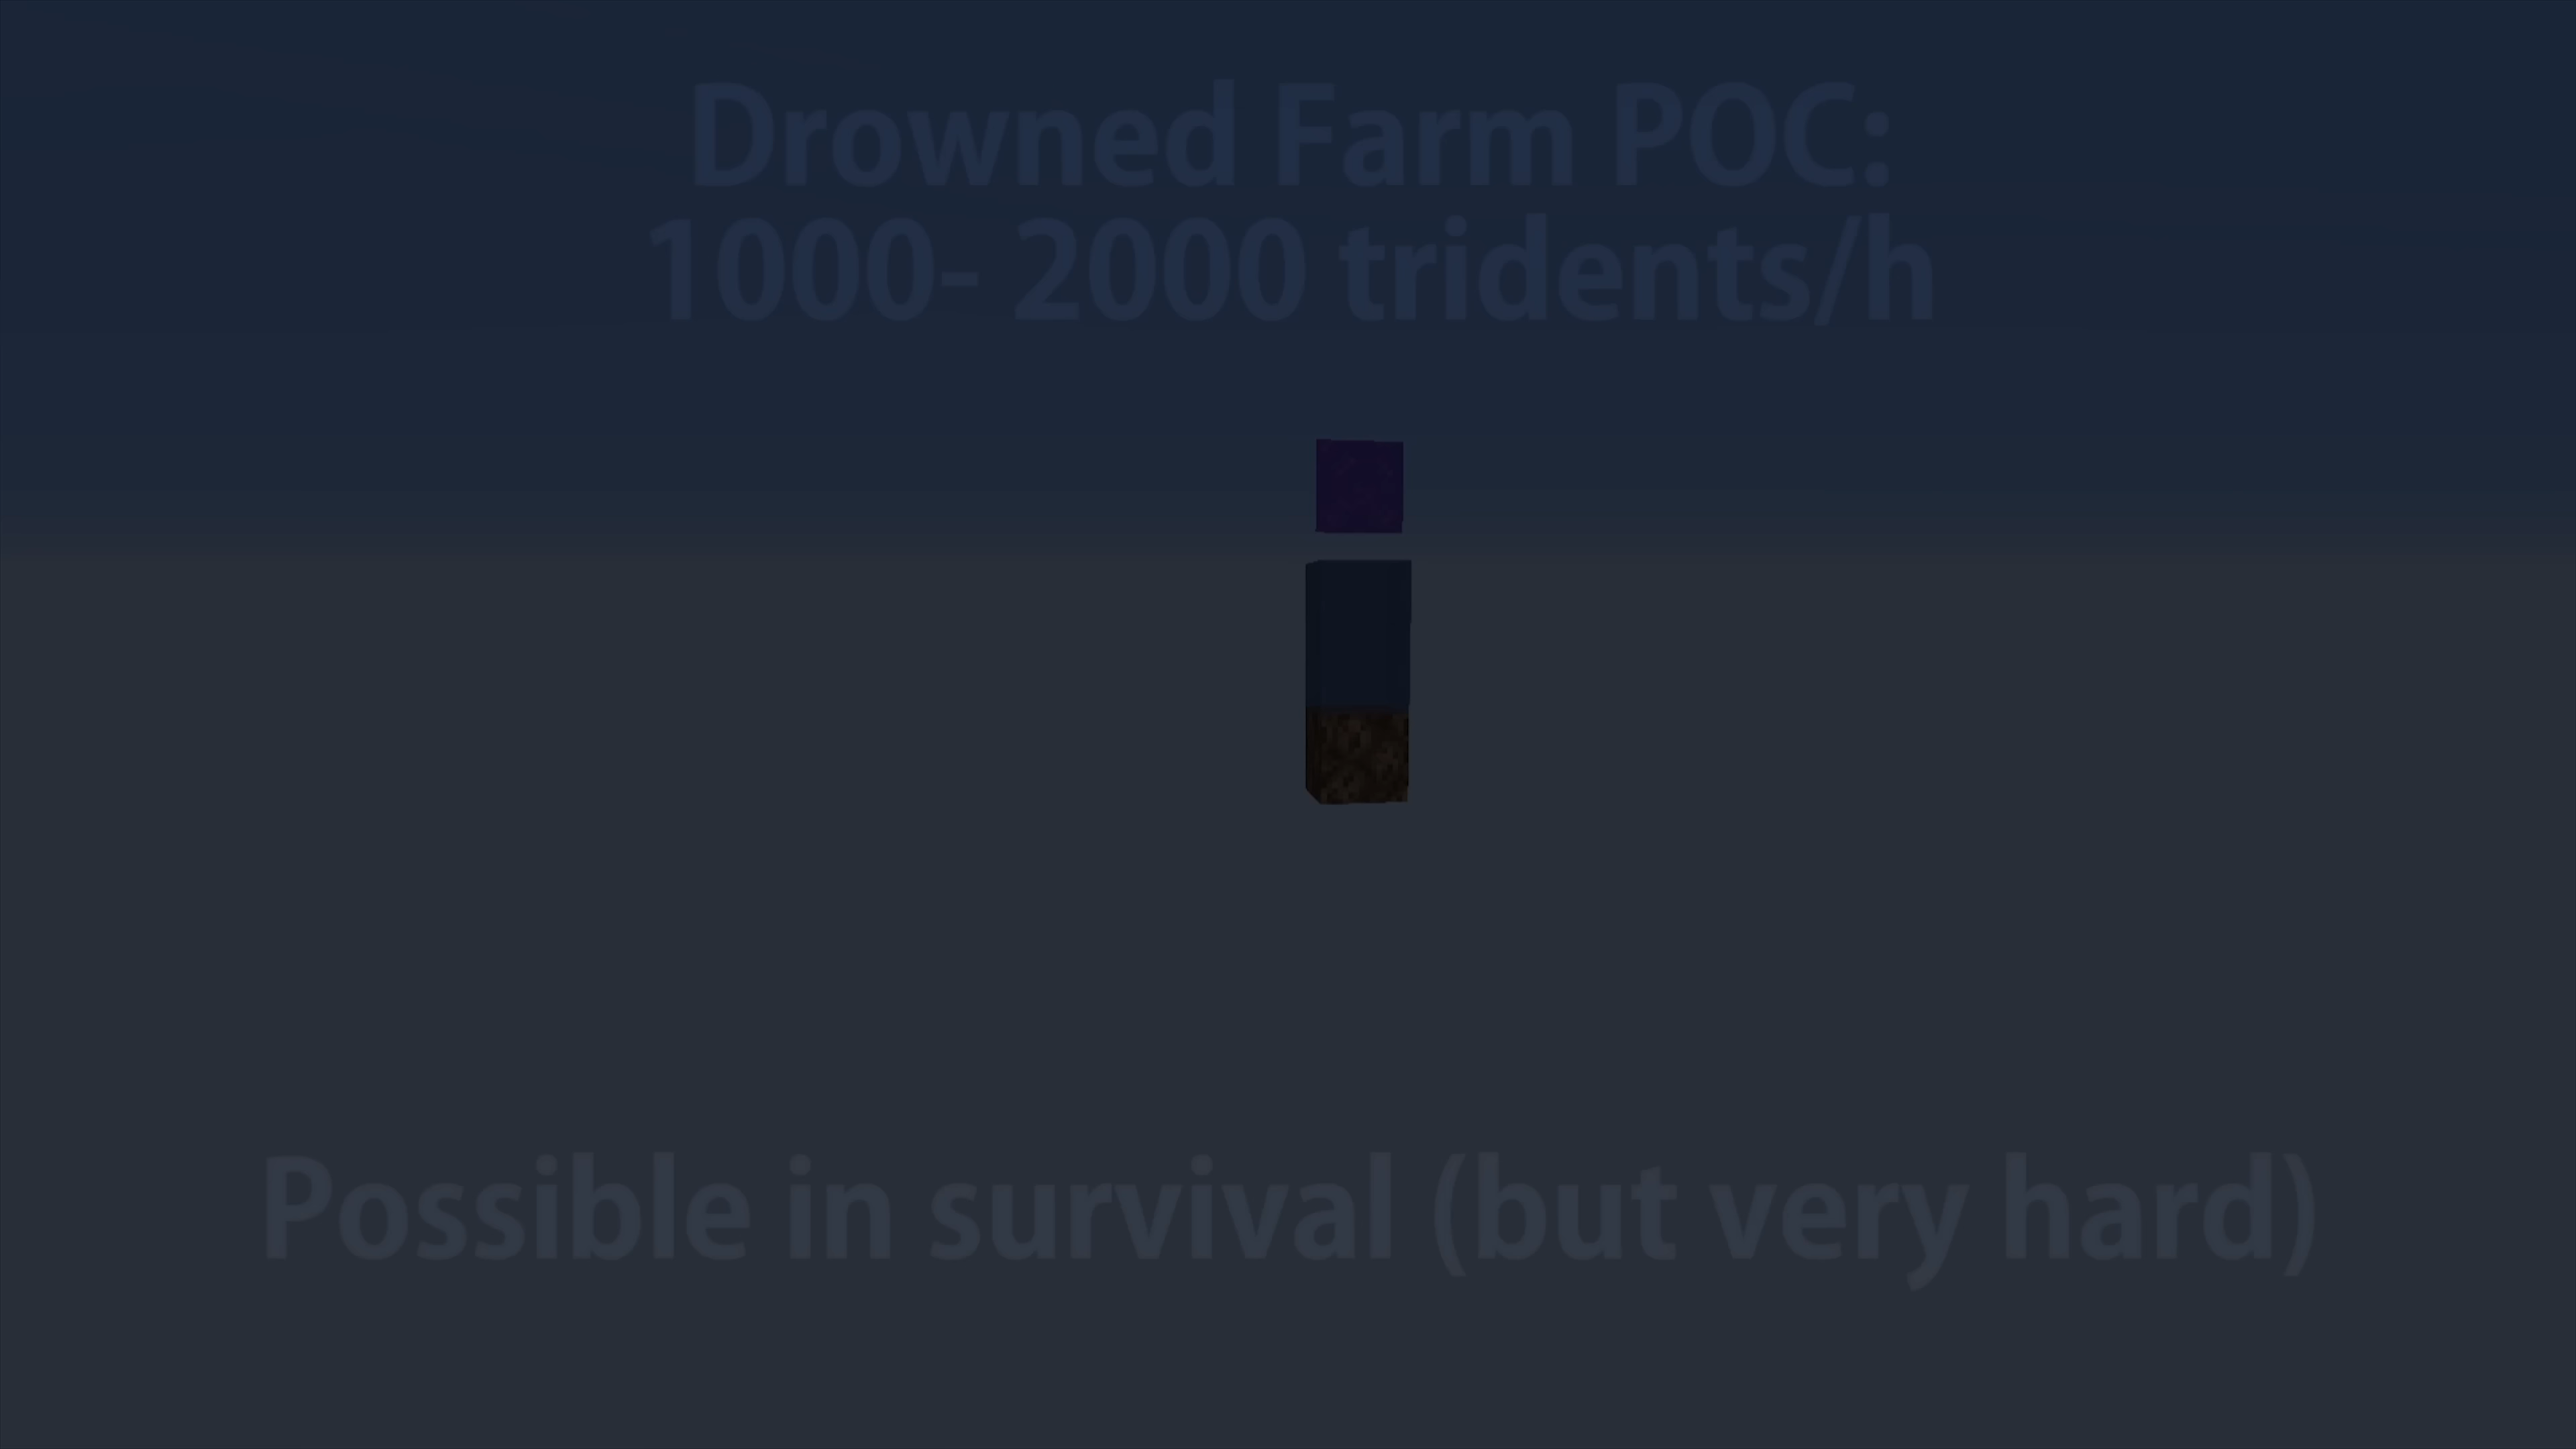 Drowned Farm POC:
1000- 2000 tridents/h
Possible in survival (but very hard)